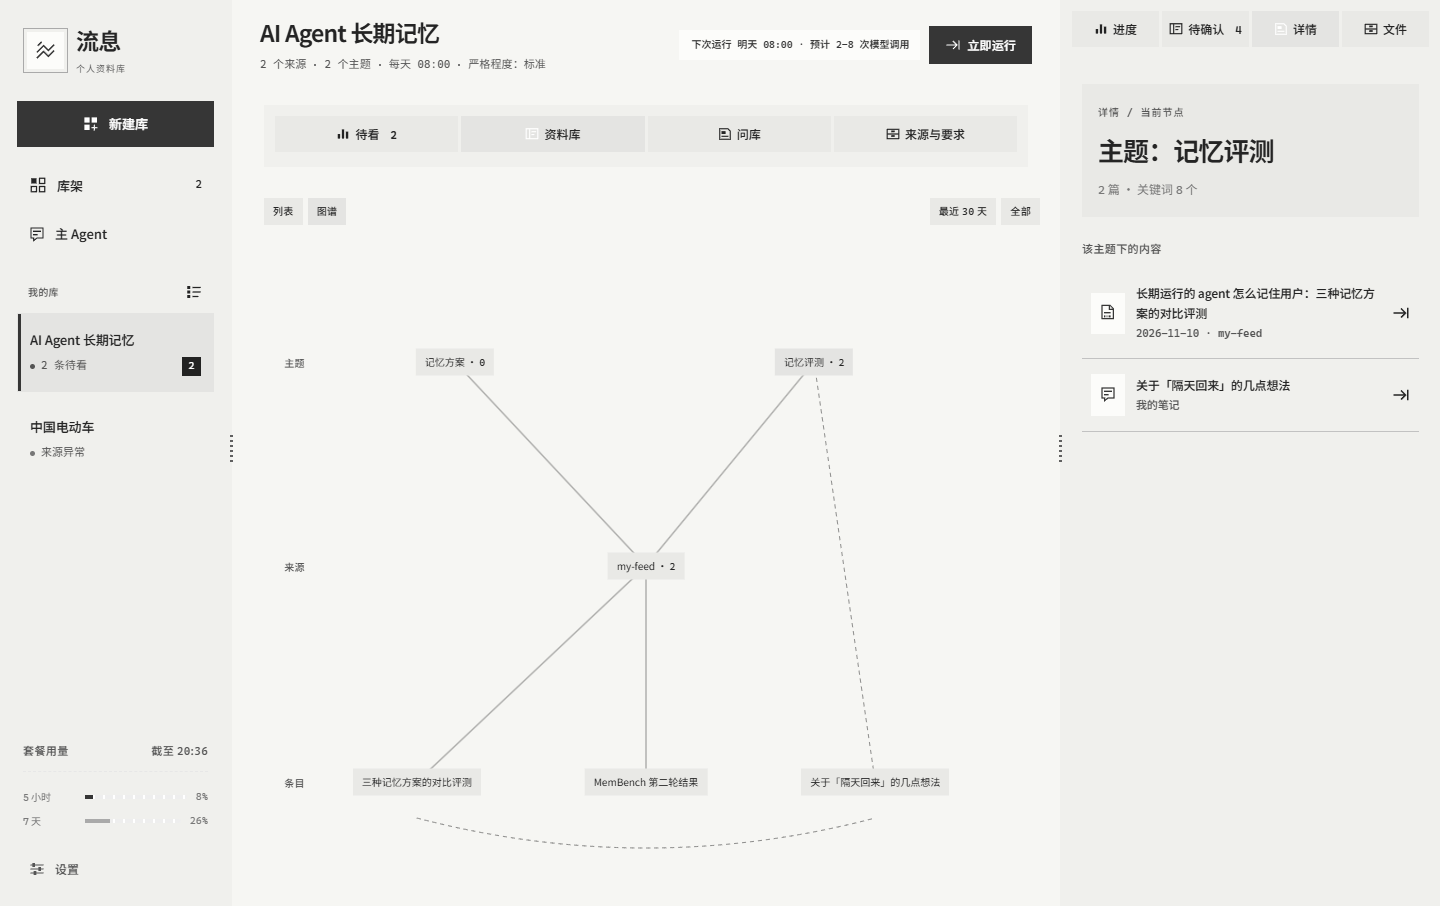 流息
个人资料库
新建库
库架 2
主 Agent
我的库
AI Agent 长期记忆
2 条待看 2
中国电动车
来源异常
套餐用量 截至 20:36
5 小时 8%
7 天 26%
设置
AI Agent 长期记忆
2 个来源 · 2 个主题 · 每天 08:00 · 严格程度：标准
下次运行 明天 08:00 · 预计 2–8 次模型调用
立即运行
待看 2
资料库
问库
来源与要求
列表
图谱
最近 30 天
全部
主题
记忆方案 · 0
记忆评测 · 2
来源
my-feed · 2
条目
三种记忆方案的对比评测
MemBench 第二轮结果
关于「隔天回来」的几点想法
进度
待确认 4
详情
文件
详情 / 当前节点
主题：记忆评测
2 篇 · 关键词 8 个
该主题下的内容
长期运行的 agent 怎么记住用户：三种记忆方
案的对比评测
2026-11-10 · my-feed
关于「隔天回来」的几点想法
我的笔记